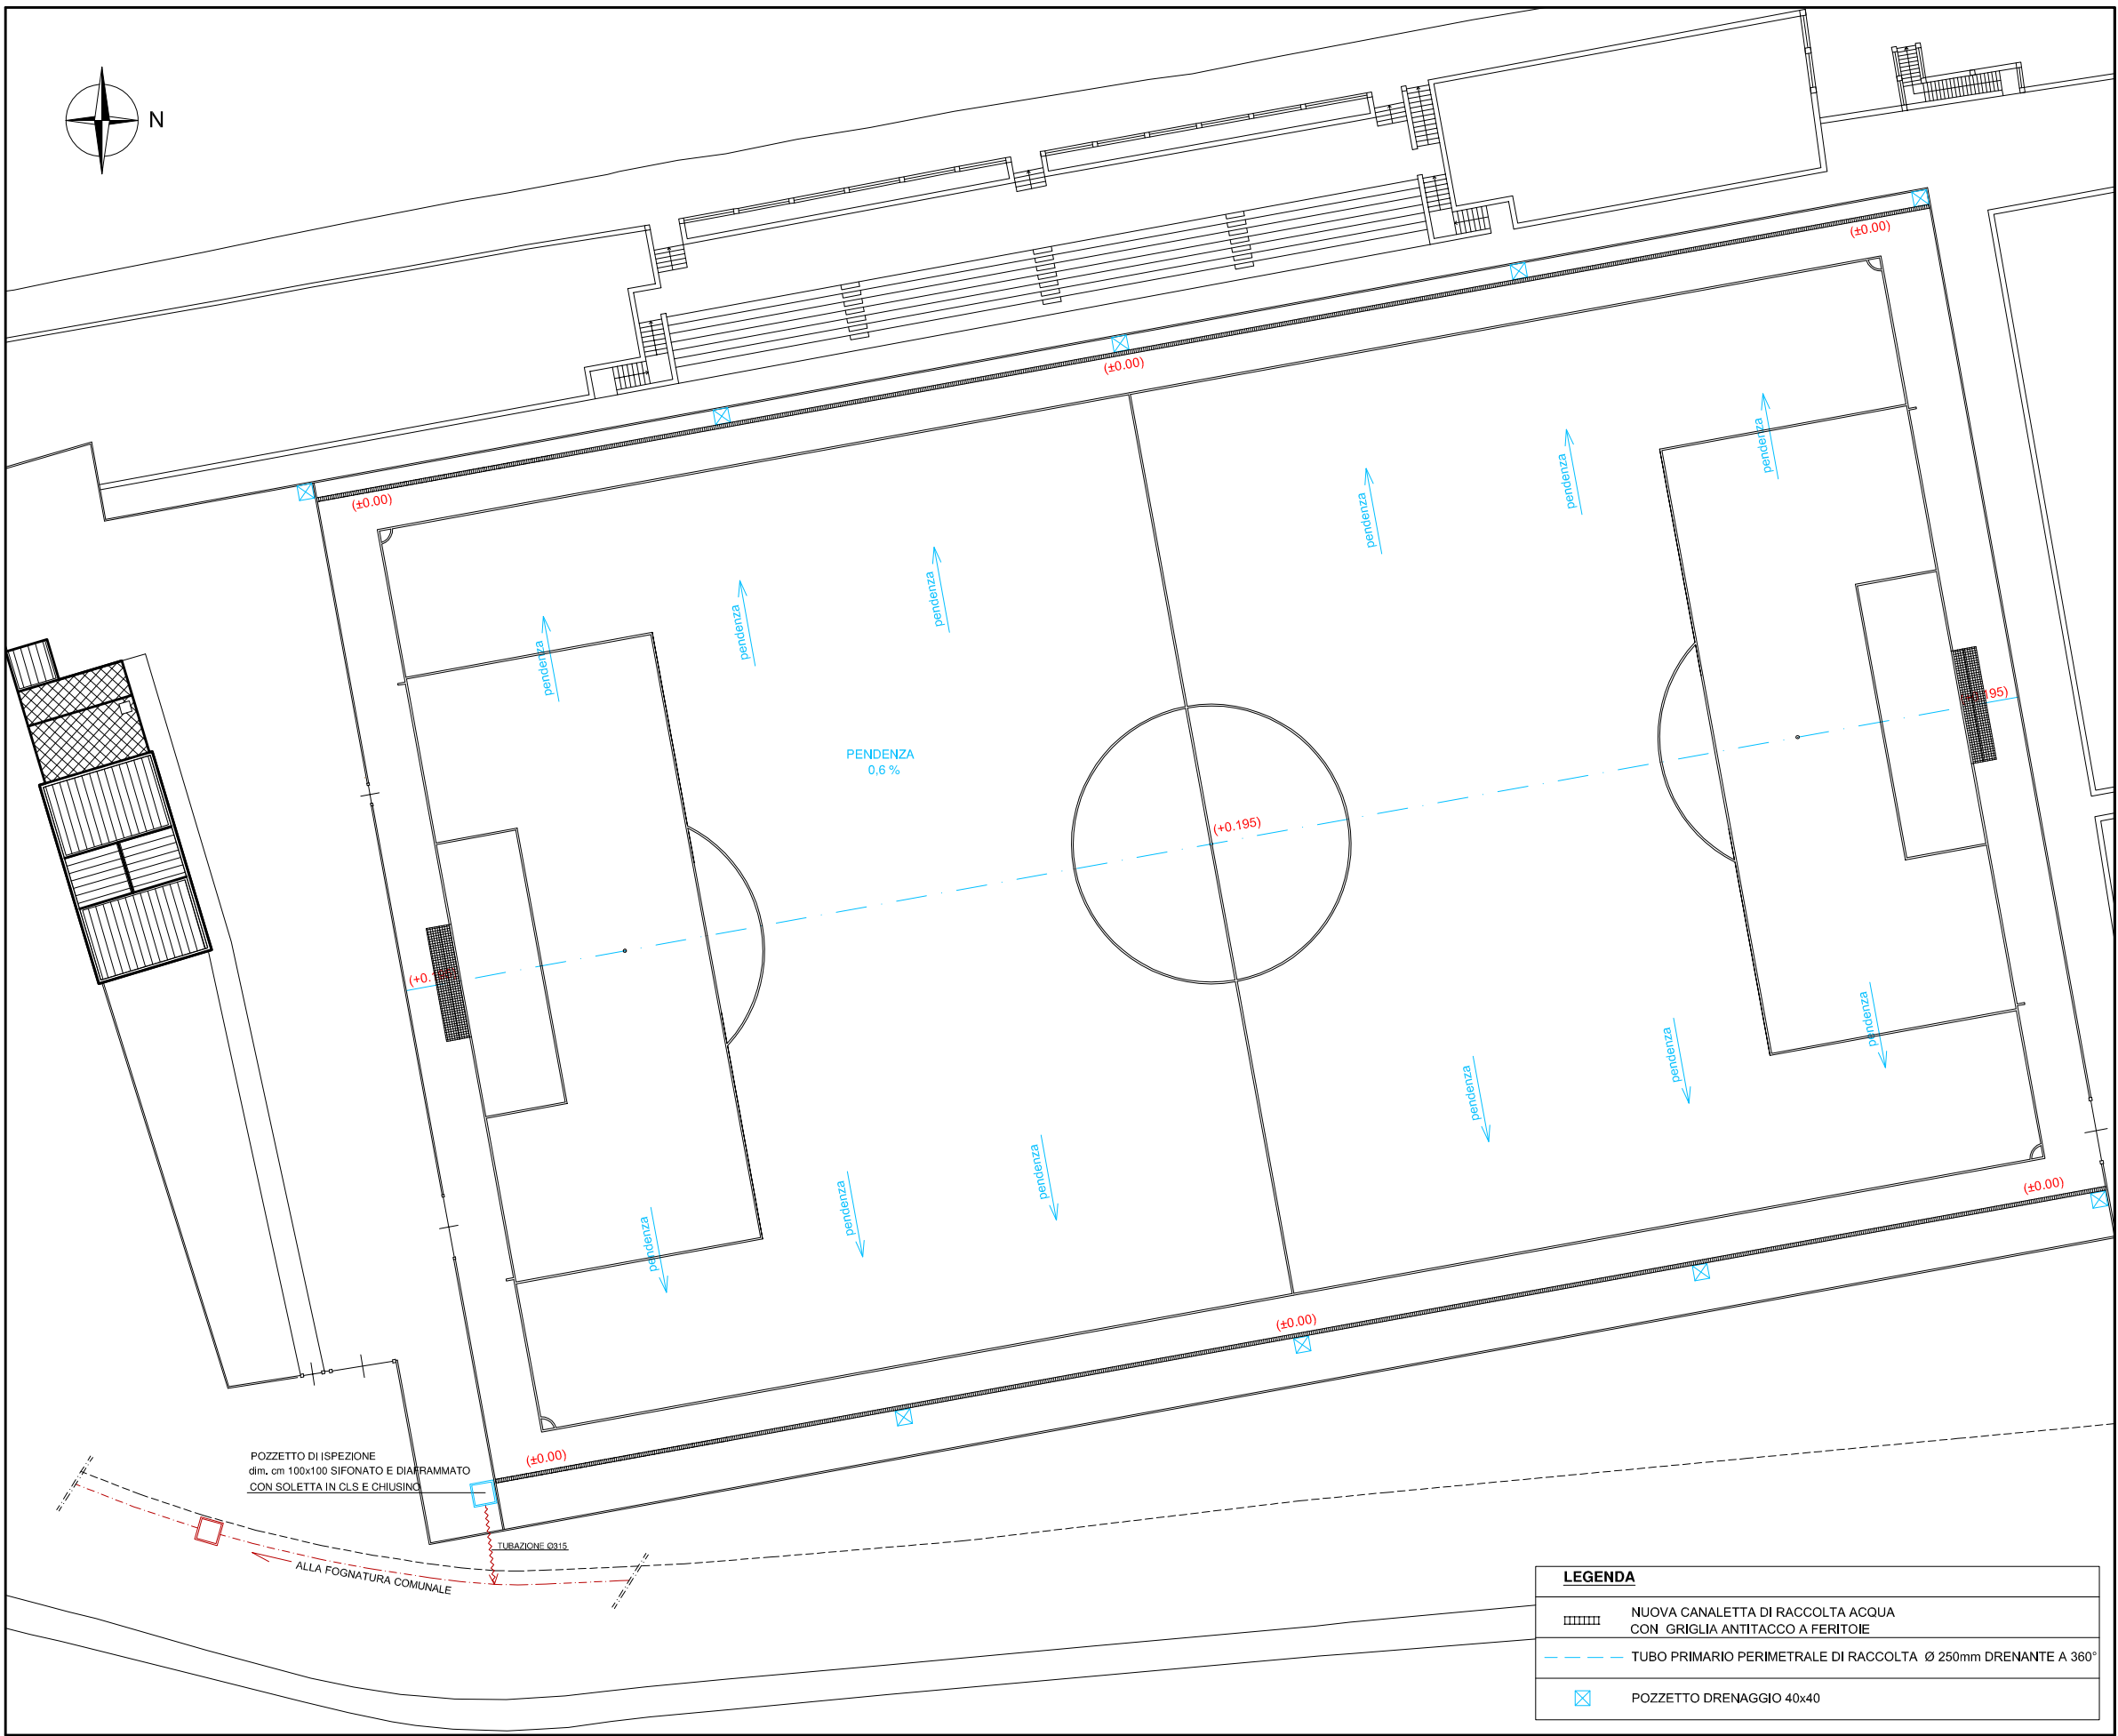 N
(±0.00)
(±0.00)
(±0.00)
pendenza
pendenza
pendenza
pendenza
pendenza
pendenza
PENDENZA
0,6 %
(+0.195)
pendenza
pendenza
pendenza
pendenza
pendenza
pendenza
(±0.00)
(±0.00)
(±0.00)
POZZETTO DI ISPEZIONE
dim. cm 100x100 SIFONATO E DIAFRAMMATO
CON SOLETTA IN CLS E CHIUSINO
TUBAZIONE Ø315
ALLA FOGNATURA COMUNALE
LEGENDA
NUOVA CANALETTA DI RACCOLTA ACQUA
CON GRIGLIA ANTITACCO A FERITOIE
TUBO PRIMARIO PERIMETRALE DI RACCOLTA Ø 250mm DRENANTE A 360°
POZZETTO DRENAGGIO 40x40